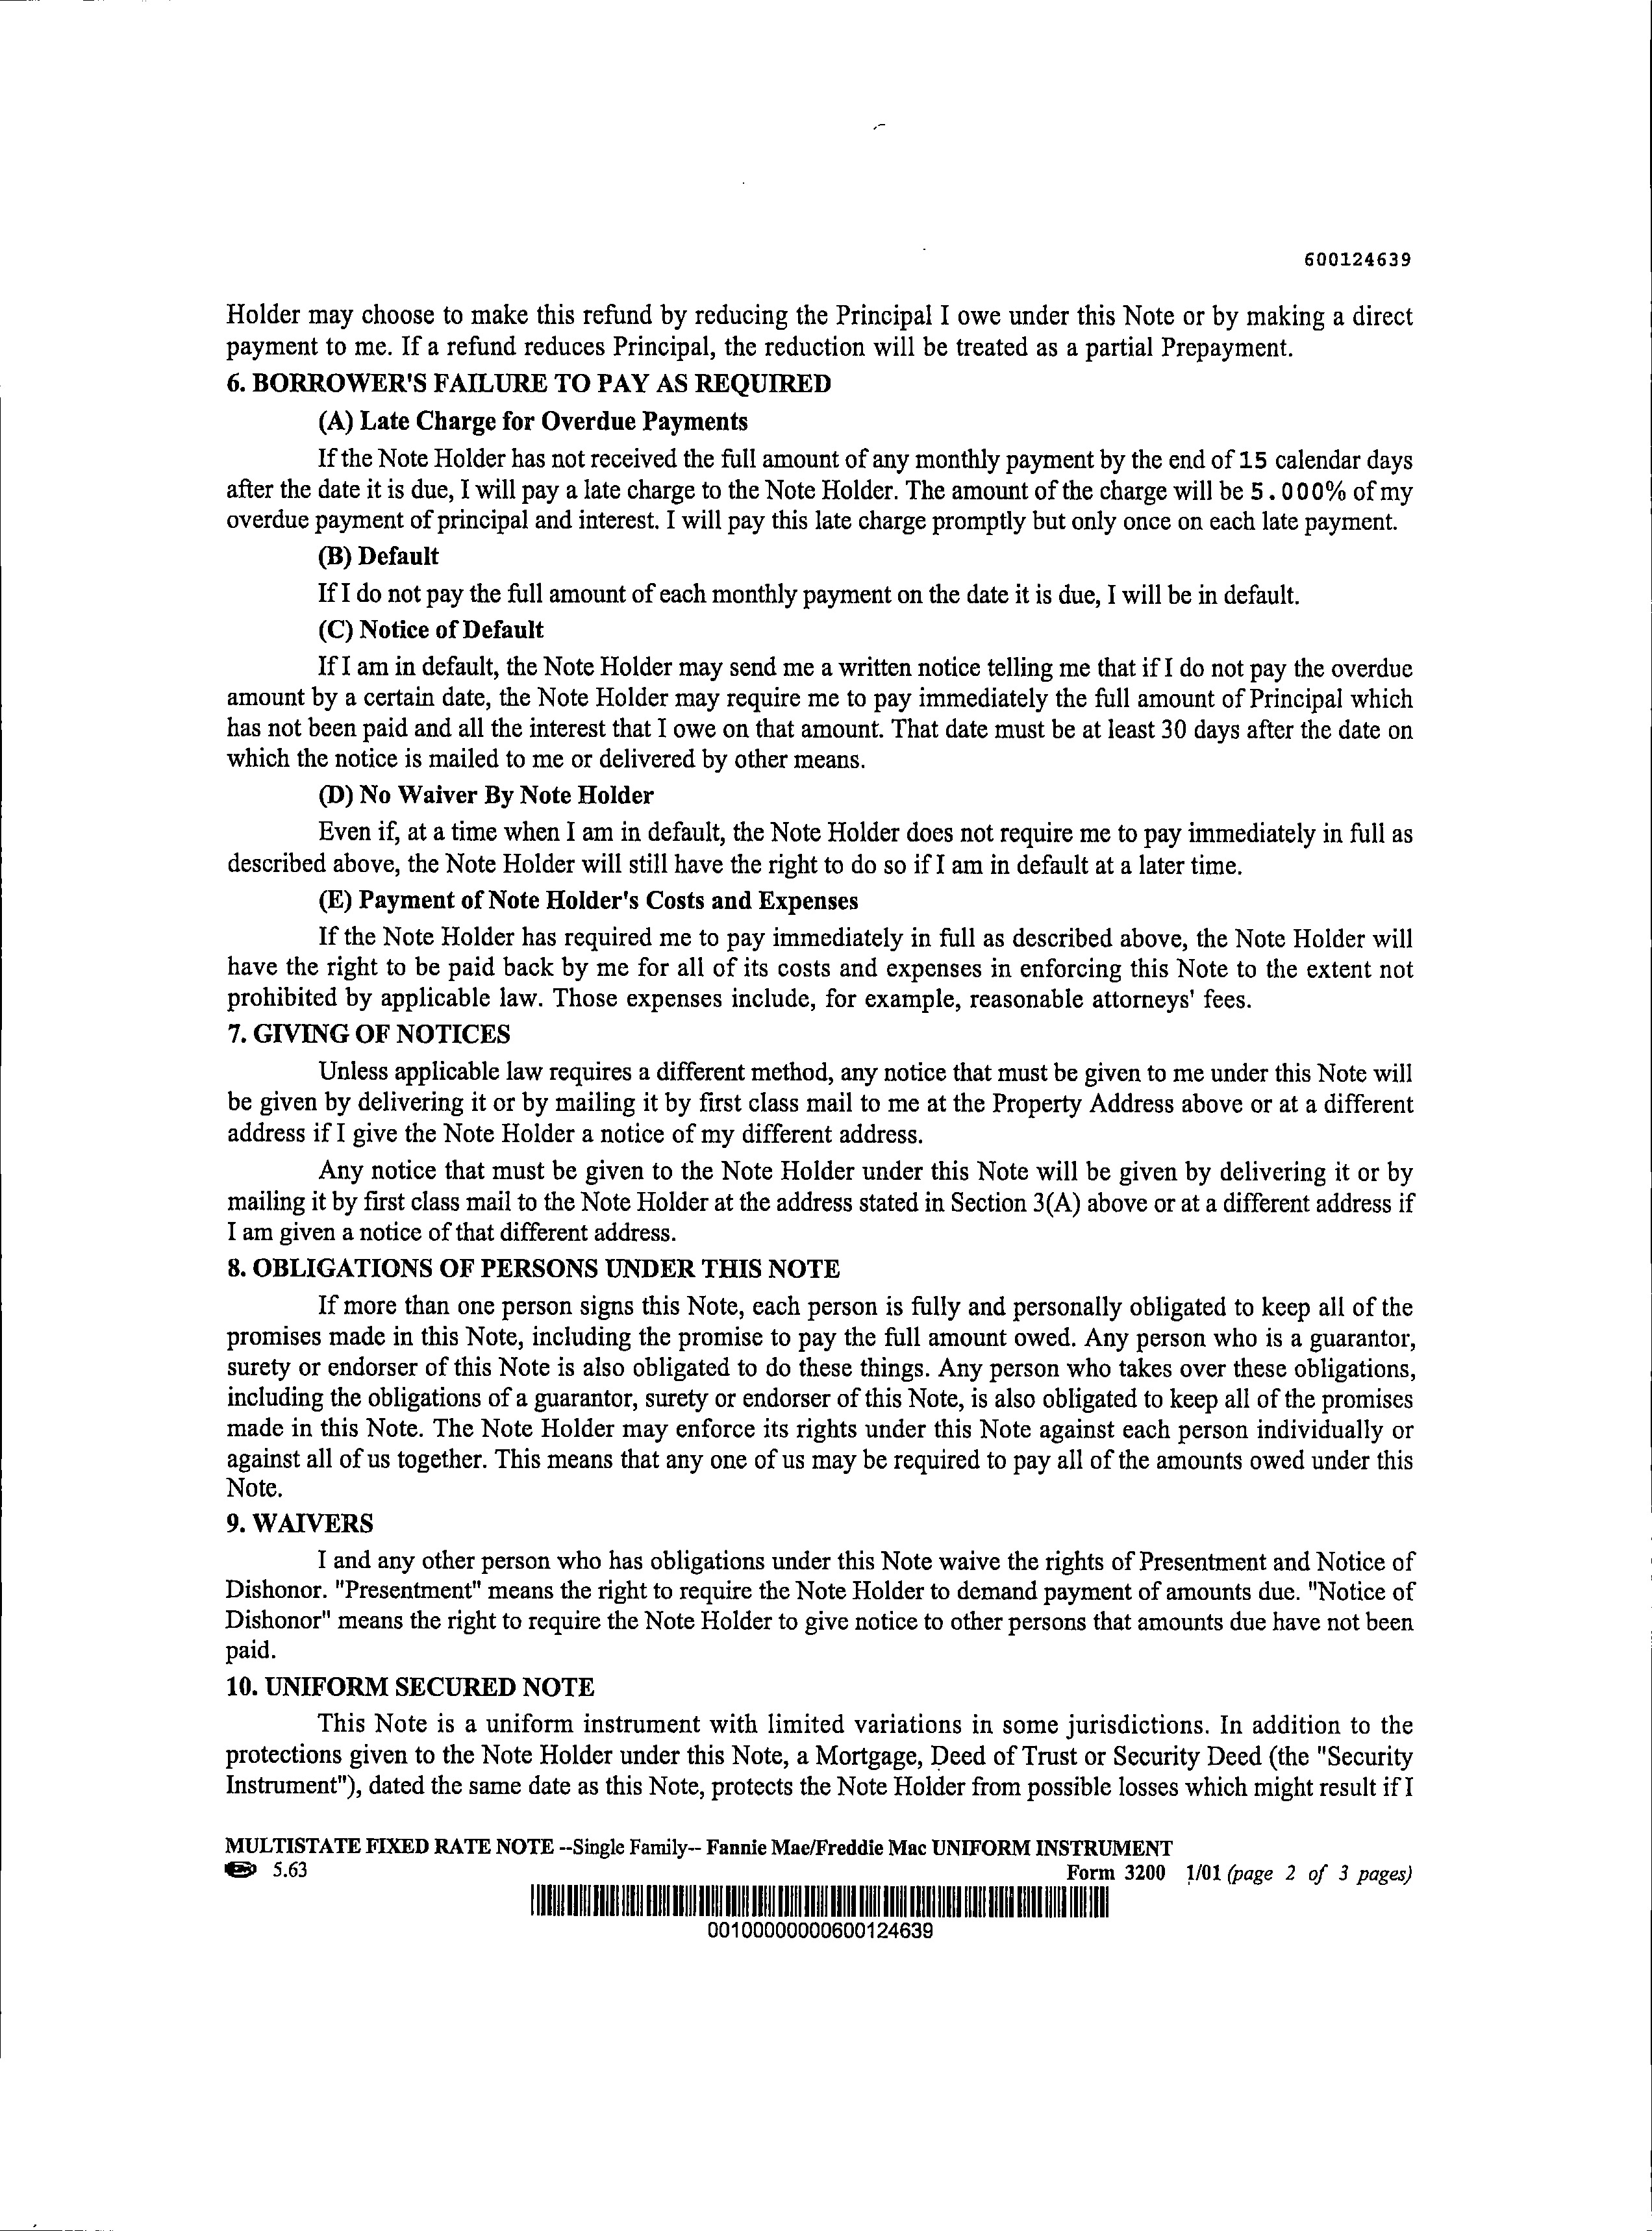 600124639
Holder may choose to make this refund by reducing the Principal I owe under this Note or by making a direct
payment to me. If a refund reduces Principal, the reduction will be treated as a partial Prepayment.
6. BORROWER'S FAILURE TO PAY AS REQUIRED
(A) Late Charge for Overdue Payments
If the Note Holder has not received the full amount of any monthly payment by the end of 15 calendar days
after the date it is due, I will pay a late charge to the Note Holder. The amount of the charge will be 5.000% of my
overdue payment of principal and interest. I will pay this late charge promptly but only once on each late payment.
(B) Default
If I do not pay the full amount of each monthly payment on the date it is due, I will be in default.
(C) Notice of Default
If I am in default, the Note Holder may send me a written notice telling me that if I do not pay the overdue
amount by a certain date, the Note Holder may require me to pay immediately the full amount of Principal which
has not been paid and all the interest that I owe on that amount. That date must be at least 30 days after the date on
which the notice is mailed to me or delivered by other means.
(D) No Waiver By Note Holder
Even if, at a time when I am in default, the Note Holder does not require me to pay immediately in full as
described above, the Note Holder will still have the right to do so if I am in default at a later time.
(E) Payment of Note Holder's Costs and Expenses
If the Note Holder has required me to pay immediately in full as described above, the Note Holder will
have the right to be paid back by me for all of its costs and expenses in enforcing this Note to the extent not
prohibited by applicable law. Those expenses include, for example, reasonable attorneys' fees.
7. GIVING OF NOTICES
Unless applicable law requires a different method, any notice that must be given to me under this Note will
be given by delivering it or by mailing it by first class mail to me at the Property Address above or at a different
address if I give the Note Holder a notice of my different address.
Any notice that must be given to the Note Holder under this Note will be given by delivering it or by
mailing it by first class mail to the Note Holder at the address stated in Section 3(A) above or at a different address if
I am given a notice of that different address.
8. OBLIGATIONS OF PERSONS UNDER THIS NOTE
If more than one person signs this Note, each person is fully and personally obligated to keep all of the
promises made in this Note, including the promise to pay the full amount owed. Any person who is a guarantor,
surety or endorser of this Note is also obligated to do these things. Any person who takes over these obligations,
including the obligations of a guarantor, surety or endorser of this Note, is also obligated to keep all of the promises
made in this Note. The Note Holder may enforce its rights under this Note against each person individually or
against all of us together. This means that any one of us may be required to pay all of the amounts owed under this
Note.
9. WAIVERS
I and any other person who has obligations under this Note waive the rights of Presentment and Notice of
Dishonor. "Presentment" means the right to require the Note Holder to demand payment of amounts due. "Notice of
Dishonor" means the right to require the Note Holder to give notice to other persons that amounts due have not been
paid.
10. UNIFORM SECURED NOTE
This Note is a uniform instrument with limited variations in some jurisdictions. In addition to the
protections given to the Note Holder under this Note, a Mortgage, Deed of Trust or Security Deed (the "Security
Instrument"), dated the same date as this Note, protects the Note Holder from possible losses which might result if I
MULTISTATE FIXED RATE NOTE --Single Family-- Fannie Mae/Freddie Mac UNIFORM INSTRUMENT
5.63 Form 3200 1/01 (page 2 of 3 pages)
00100000000600124639